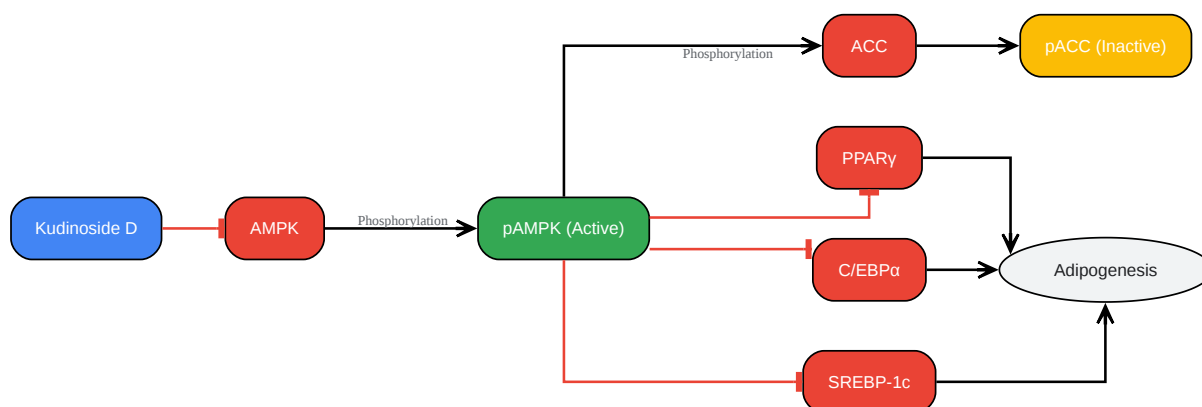 ACC
pACC (Inactive)
Phosphorylation
PPARγ
Kudinoside D
AMPK
Phosphorylation
pAMPK (Active)
C/EBPα
Adipogenesis
SREBP-1c